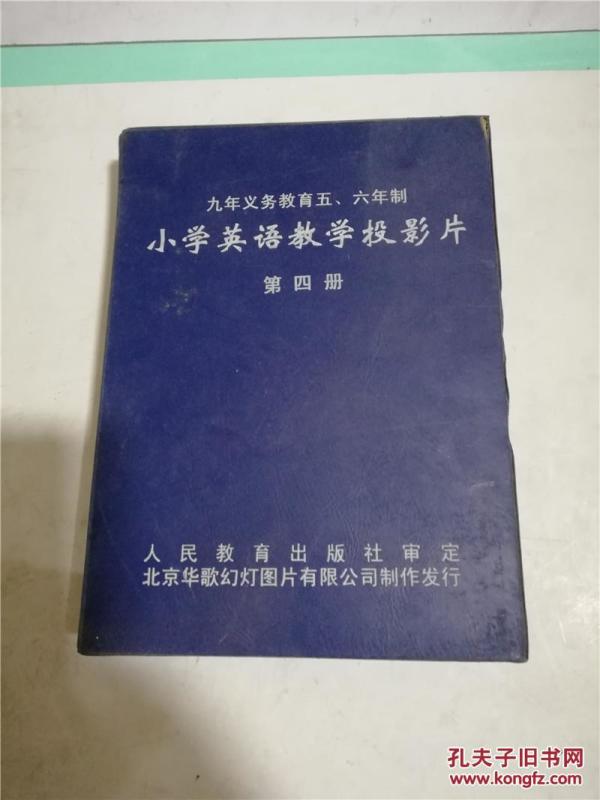 九年义务教育五、六年制
小学英语教学投影片
第四册
人民教育出版社审定
北京华歌幻灯图片有限公司制作发行
孔夫子旧书网
www.kongfz.com